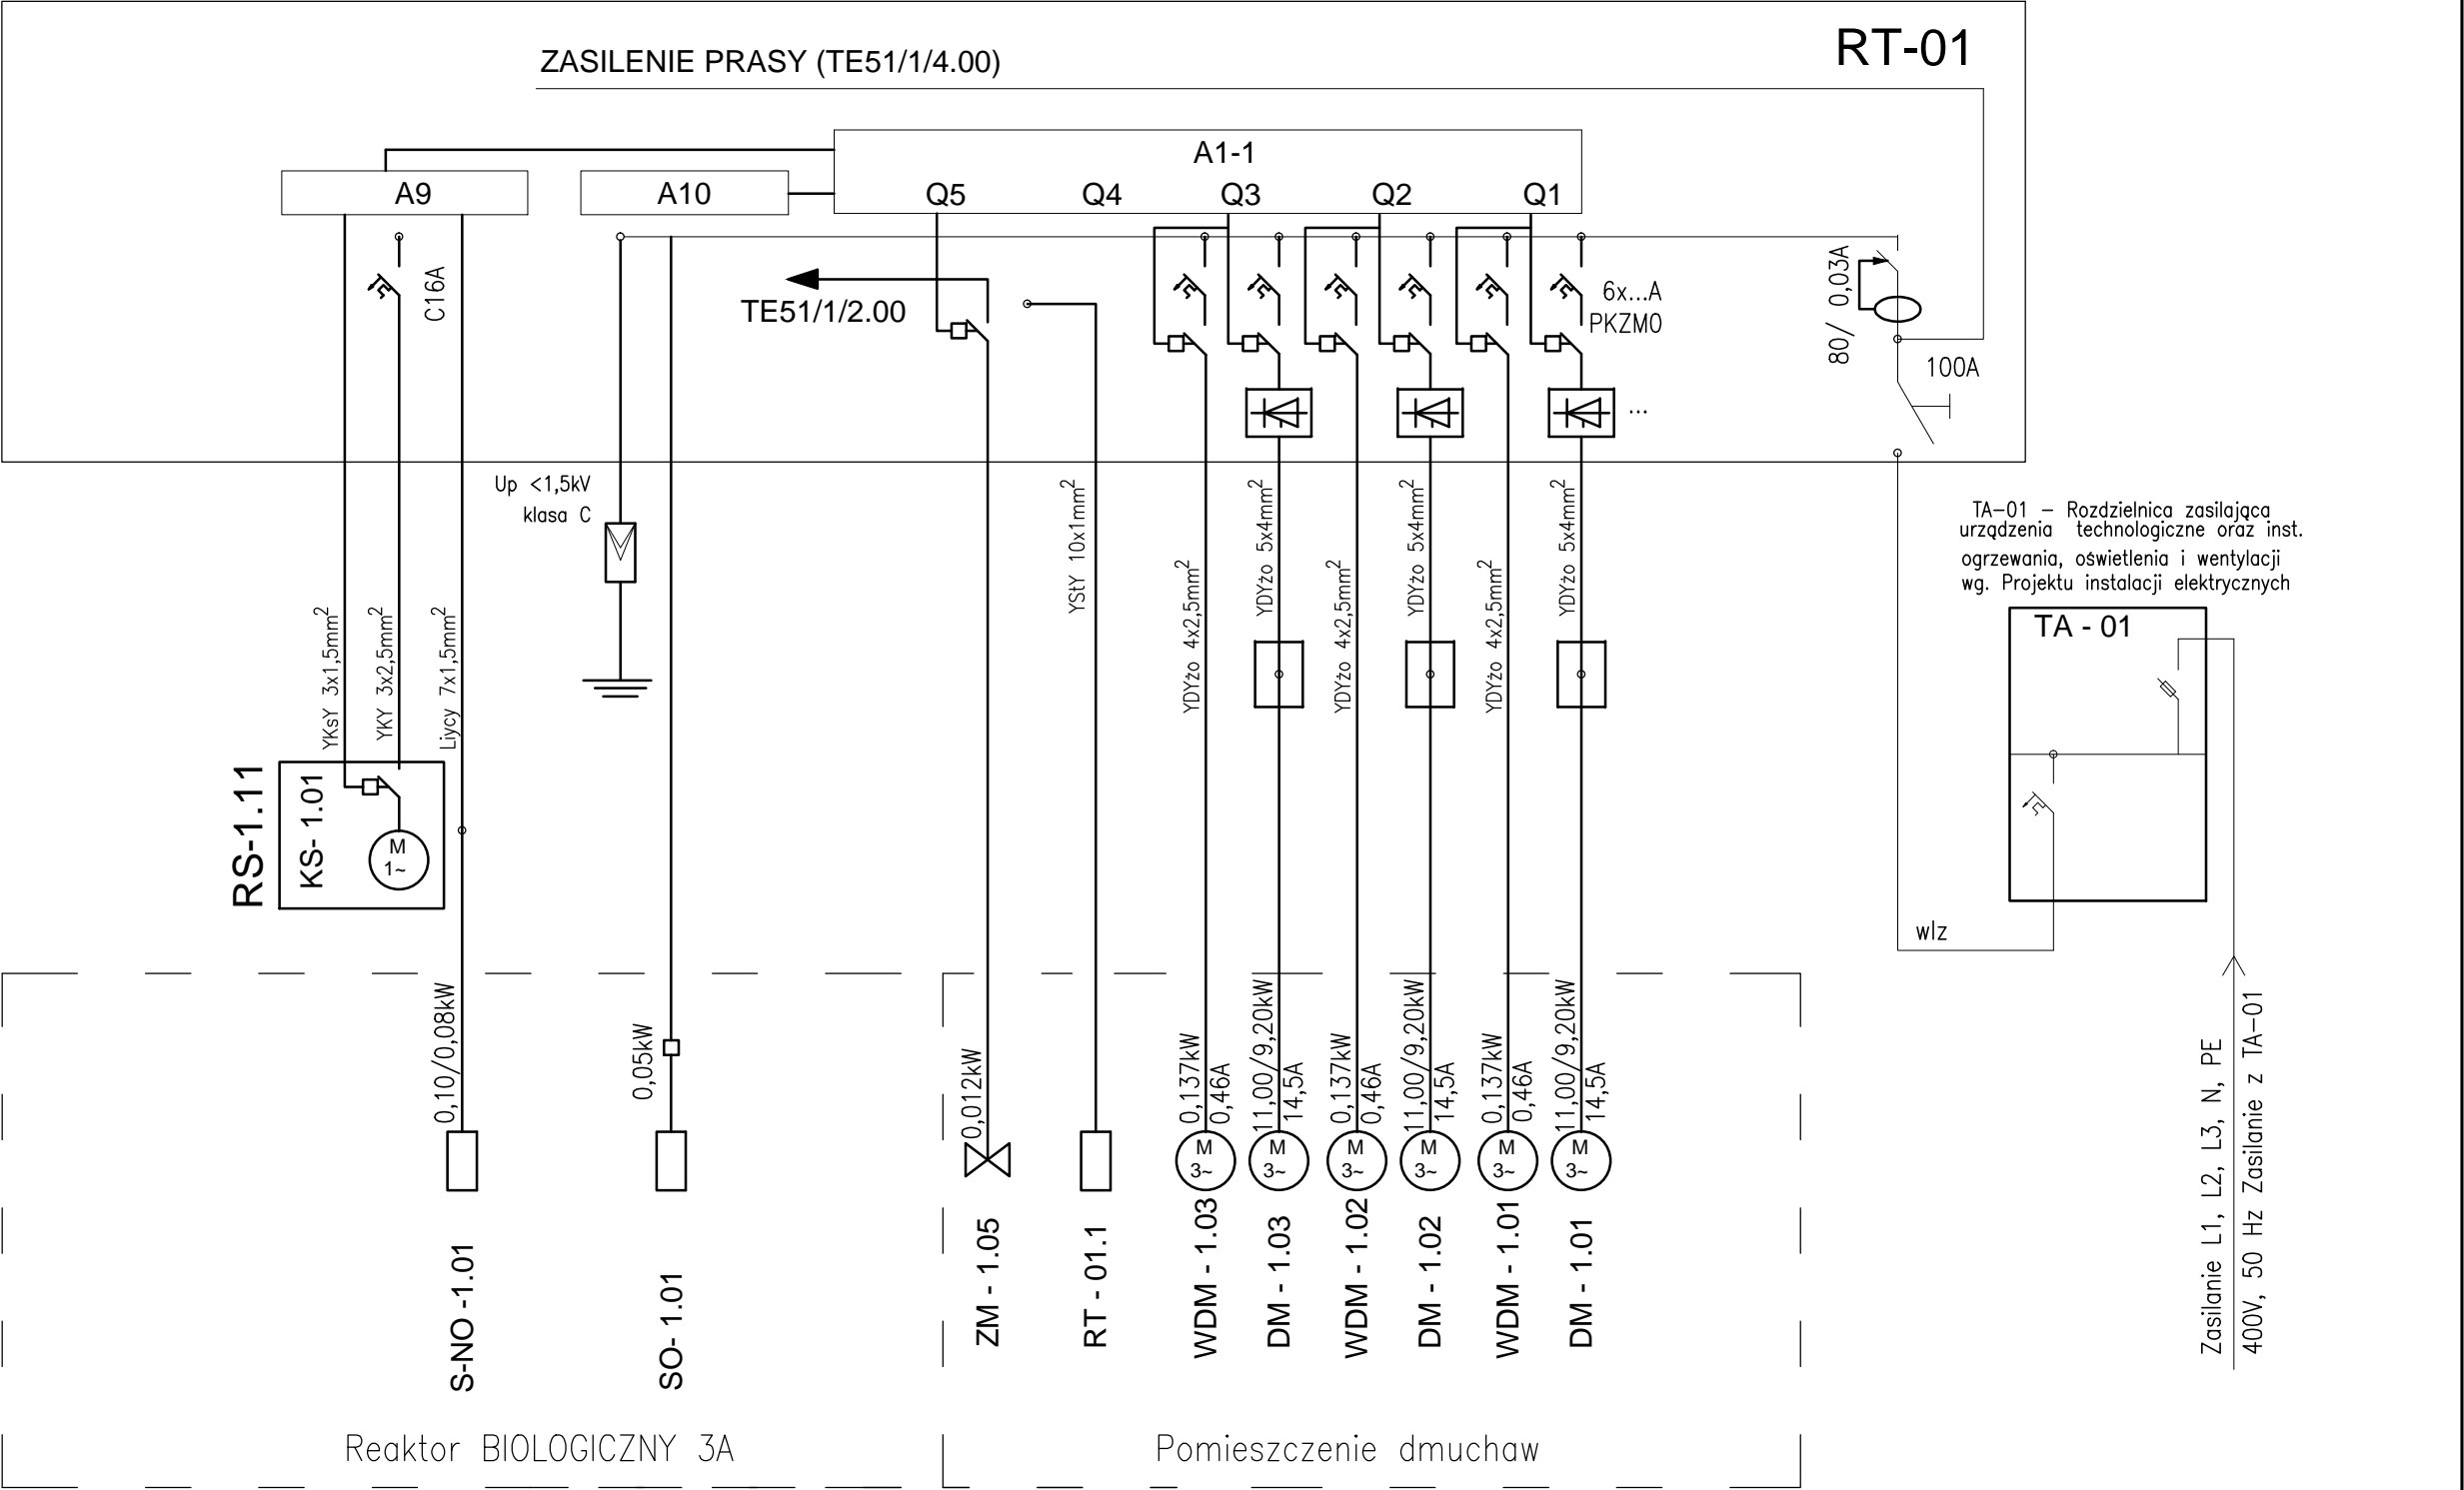 ZASILENIE PRASY (TE51/1/4.00)
RT-01
A1-1
A9
A10
Q5
Q4
Q3
Q2
Q1
C16A
TE51/1/2.00
6x...A
PKZM0
80/ 0,03A
100A
...
Up <1,5kV
klasa C
YKsY 3x1,5mm²
YKY 3x2,5mm²
Liycy 7x1,5mm²
YStY 10x1mm²
YDYżo 4x2,5mm²
YDYżo 5x4mm²
YDYżo 4x2,5mm²
YDYżo 5x4mm²
YDYżo 4x2,5mm²
YDYżo 5x4mm²
TA-01 - Rozdzielnica zasilająca
urządzenia technologiczne oraz inst.
ogrzewania, oświetlenia i wentylacji
wg. Projektu instalacji elektrycznych
TA - 01
RS-1.11
KS- 1.01
M
1~
wlz
0,10/0,08kW
0,05kW
0,012kW
0,137kW
0,46A
11,00/9,20kW
14,5A
0,137kW
0,46A
11,00/9,20kW
14,5A
0,137kW
0,46A
11,00/9,20kW
14,5A
M
3~
M
3~
M
3~
M
3~
M
3~
M
3~
S-NO -1.01
SO- 1.01
ZM - 1.05
RT - 01.1
WDM - 1.03
DM - 1.03
WDM - 1.02
DM - 1.02
WDM - 1.01
DM - 1.01
Zasilanie L1, L2, L3, N, PE
400V, 50 Hz Zasilanie z TA-01
Reaktor BIOLOGICZNY 3A
Pomieszczenie dmuchaw